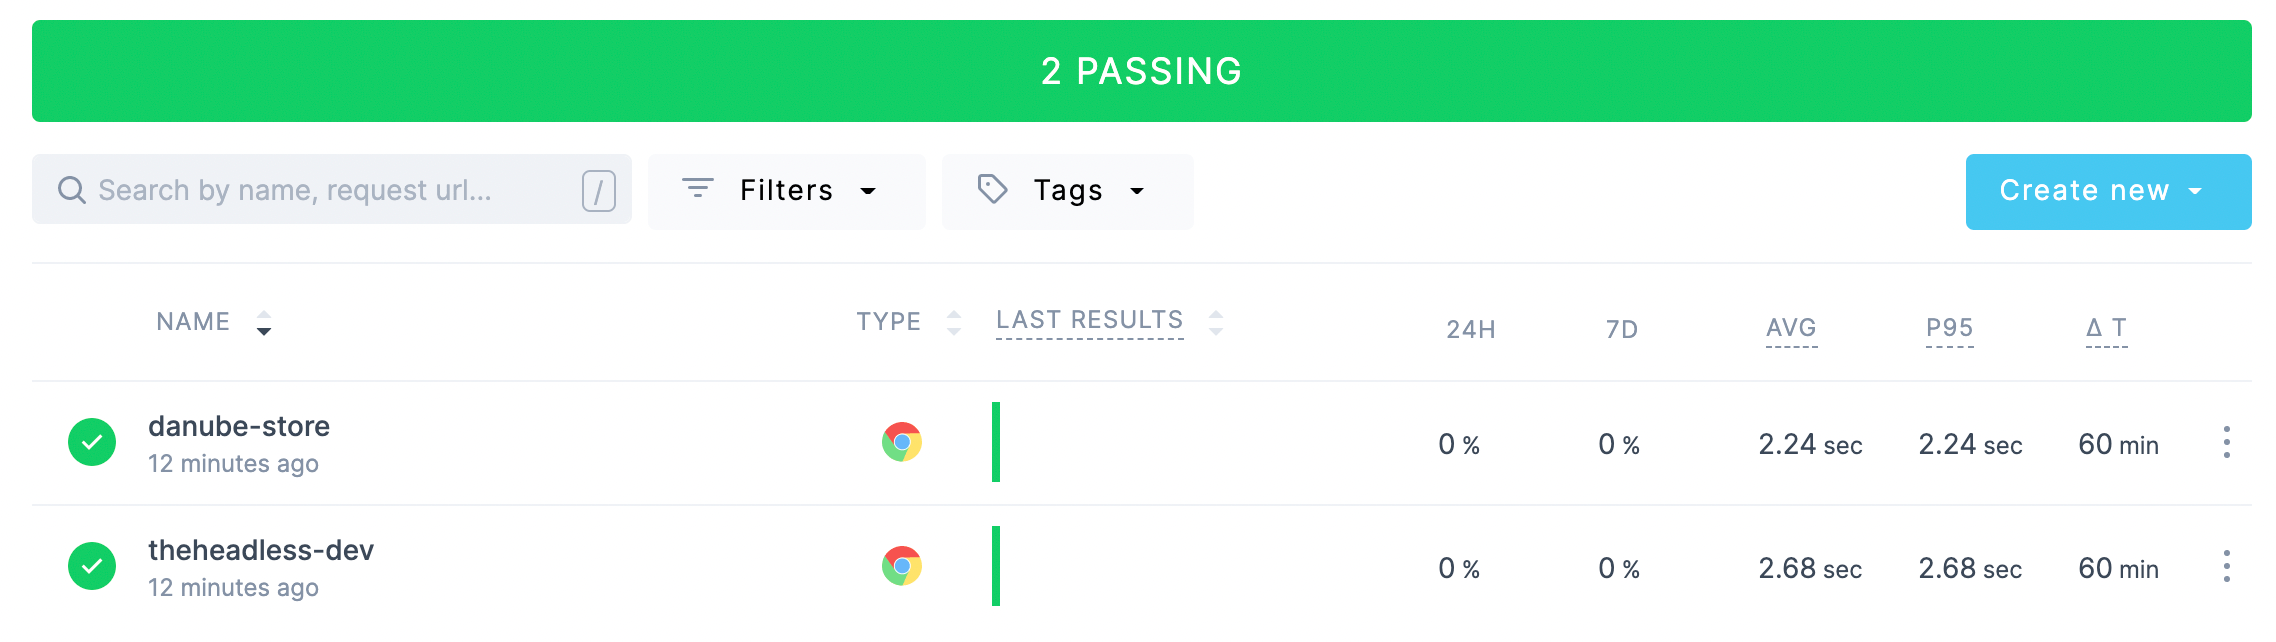 2 PASSING
Search by name, request url... /
Filters
Tags
Create new
NAME TYPE LAST RESULTS 24H 7D AVG P95 Δ T
danube-store
12 minutes ago
0 % 0 % 2.24 sec 2.24 sec 60 min
theheadless-dev
12 minutes ago
0 % 0 % 2.68 sec 2.68 sec 60 min